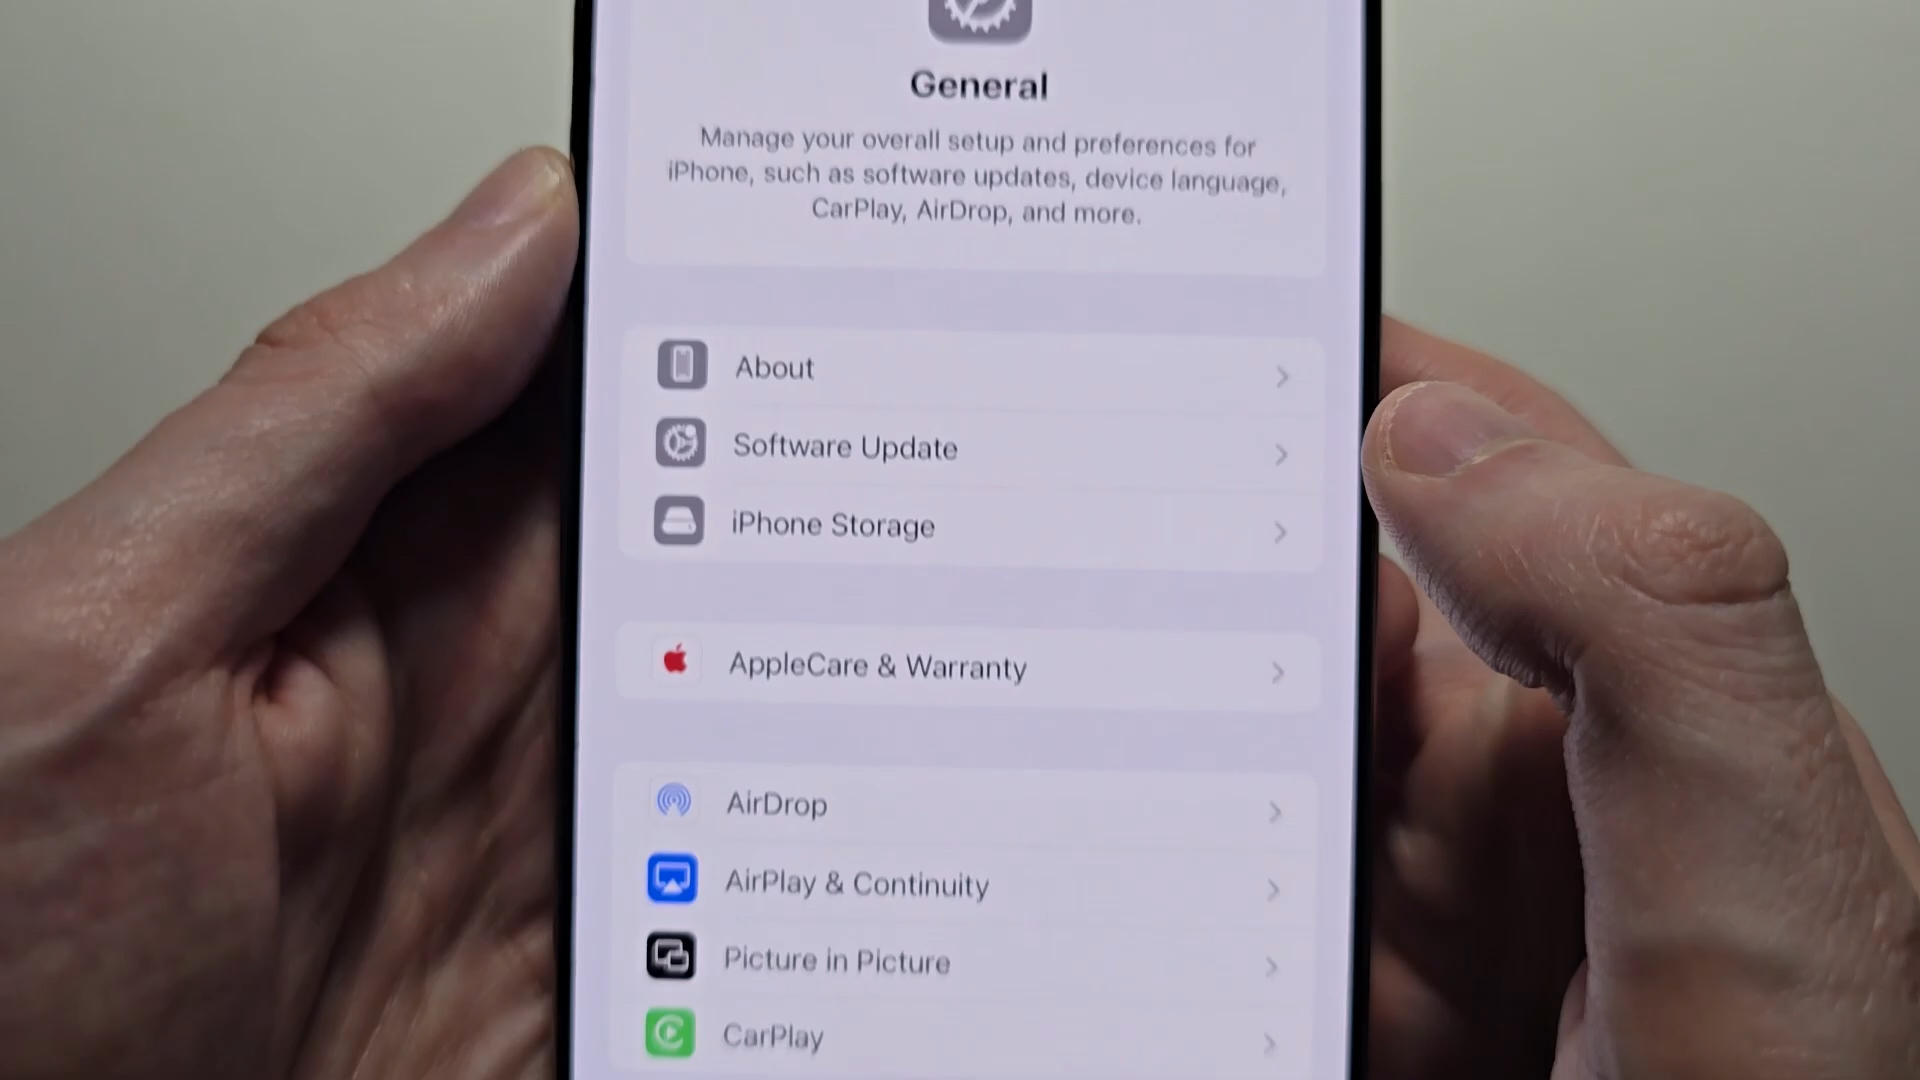 General
Manage your overall setup and preferences for
iPhone, such as software updates, device language,
CarPlay, AirDrop, and more.
About
Software Update
iPhone Storage
AppleCare & Warranty
AirDrop
AirPlay & Continuity
Picture in Picture
CarPlay